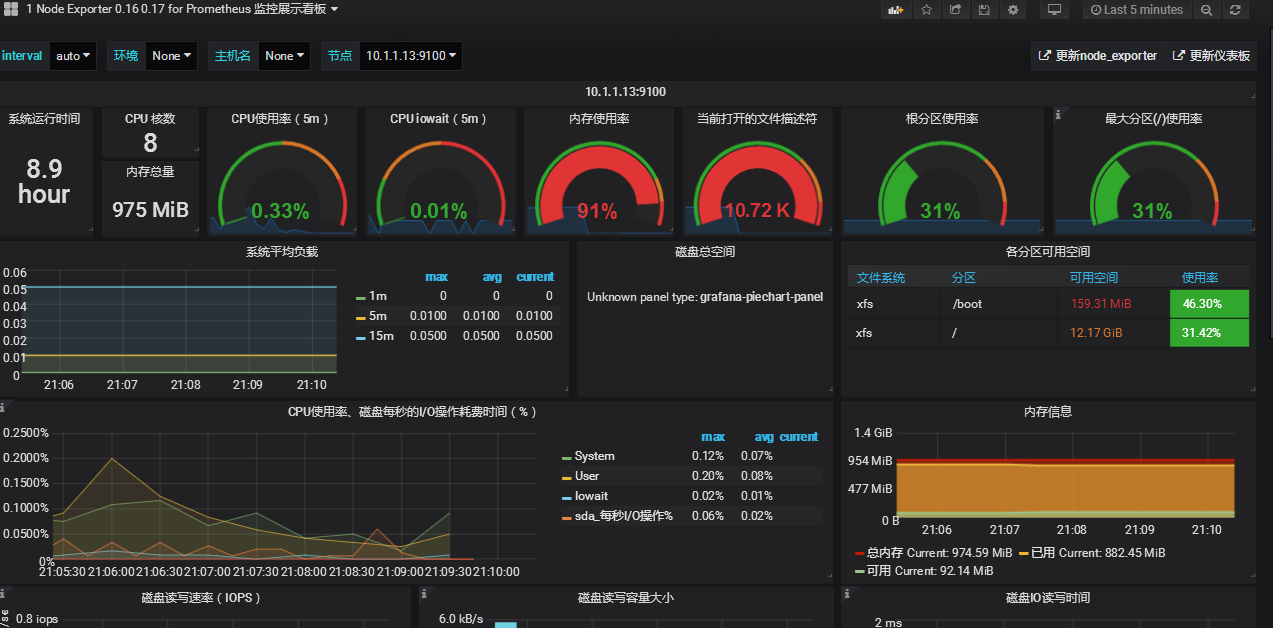 1 Node Exporter 0.16 0.17 for Prometheus 监控展示看板
Last 5 minutes
interval auto 环境 None 主机名 None 节点 10.1.1.13:9100 更新node_exporter 更新仪表板
10.1.1.13:9100
系统运行时间 CPU 核数 CPU使用率（5m） CPU iowait（5m） 内存使用率 当前打开的文件描述符 根分区使用率 最大分区(/)使用率
8.9 hour
8
内存总量
975 MiB
0.33% 0.01% 91% 10.72 K 31% 31%
系统平均负载
0.06
0.05
0.04
0.03
0.02
0.01
0
21:06 21:07 21:08 21:09 21:10
max avg current
1m 0 0 0
5m 0.0100 0.0100 0.0100
15m 0.0500 0.0500 0.0500
磁盘总空间
Unknown panel type: grafana-piechart-panel
各分区可用空间
文件系统 分区 可用空间 使用率
xfs /boot 159.31 MiB 46.30%
xfs / 12.17 GiB 31.42%
CPU使用率、磁盘每秒的I/O操作耗费时间（%）
0.2500%
0.2000%
0.1500%
0.1000%
0.0500%
0%
21:05:30 21:06:00 21:06:30 21:07:00 21:07:30 21:08:00 21:08:30 21:09:00 21:09:30 21:10:00
max avg current
System 0.12% 0.07%
User 0.20% 0.08%
Iowait 0.02% 0.01%
sda_每秒I/O操作% 0.06% 0.02%
内存信息
1.4 GiB
954 MiB
477 MiB
0 B
21:06 21:07 21:08 21:09 21:10
总内存 Current: 974.59 MiB 已用 Current: 882.45 MiB
可用 Current: 92.14 MiB
磁盘读写速率（IOPS）
0.8 iops
磁盘读写容量大小
6.0 kB/s
磁盘IO读写时间
2 ms